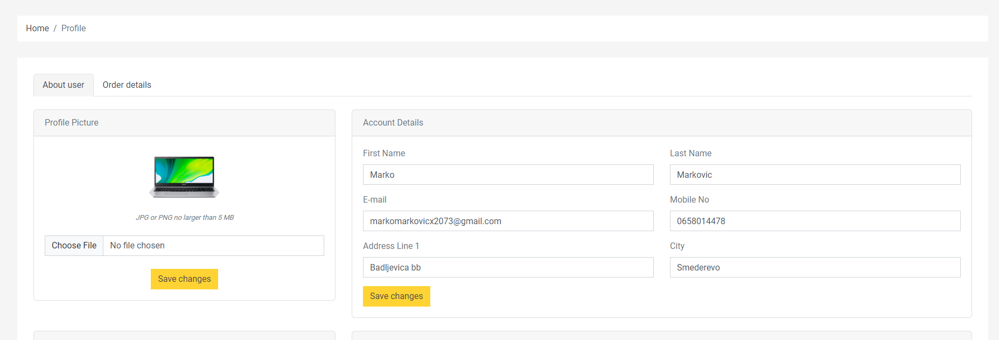 Home / Profile
About user
Order details
Profile Picture
JPG or PNG no larger than 5 MB
Choose File
No file chosen
Save changes
Account Details
First Name
Last Name
Marko
Markovic
E-mail
Mobile No
markomarkovicx2073@gmail.com
0658014478
Address Line 1
City
Badljevica bb
Smederevo
Save changes